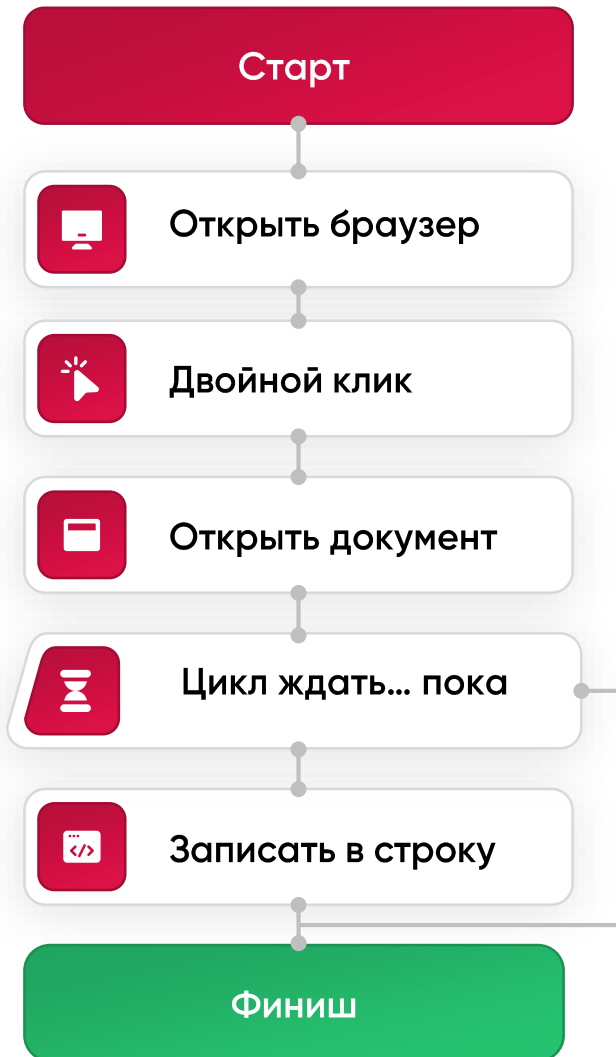 Старт
Открыть браузер
Двойной клик
Открыть документ
Цикл ждать... пока
Записать в строку
Финиш